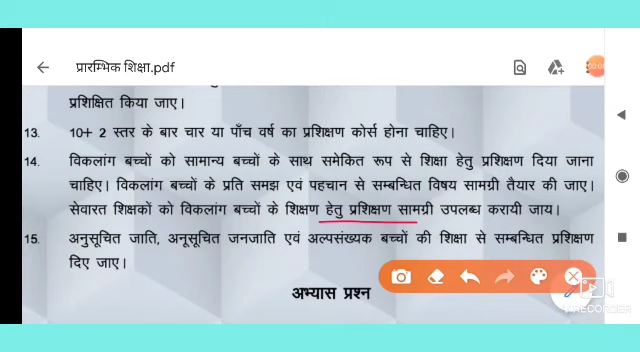 प्रारम्भिक शिक्षा.pdf
प्रशिक्षित किया जाए।
13. 10+ 2 स्तर के बार चार या पाँच वर्ष का प्रशिक्षण कोर्स होना चाहिए।
14. विकलांग बच्चों को सामान्य बच्चों के साथ समेकित रूप से शिक्षा हेतु प्रशिक्षण दिया जाना
चाहिए। विकलांग बच्चों के प्रति समझ एवं पहचान से सम्बन्धित विषय सामग्री तैयार की जाए।
सेवारत शिक्षकों को विकलांग बच्चों के शिक्षण हेतु प्रशिक्षण सामग्री उपलब्ध करायी जाय।
15. अनुसूचित जाति, अनूसूचित जनजाति एवं अल्पसंख्यक बच्चों की शिक्षा से सम्बन्धित प्रशिक्षण
दिए जाए।
अभ्यास प्रश्न